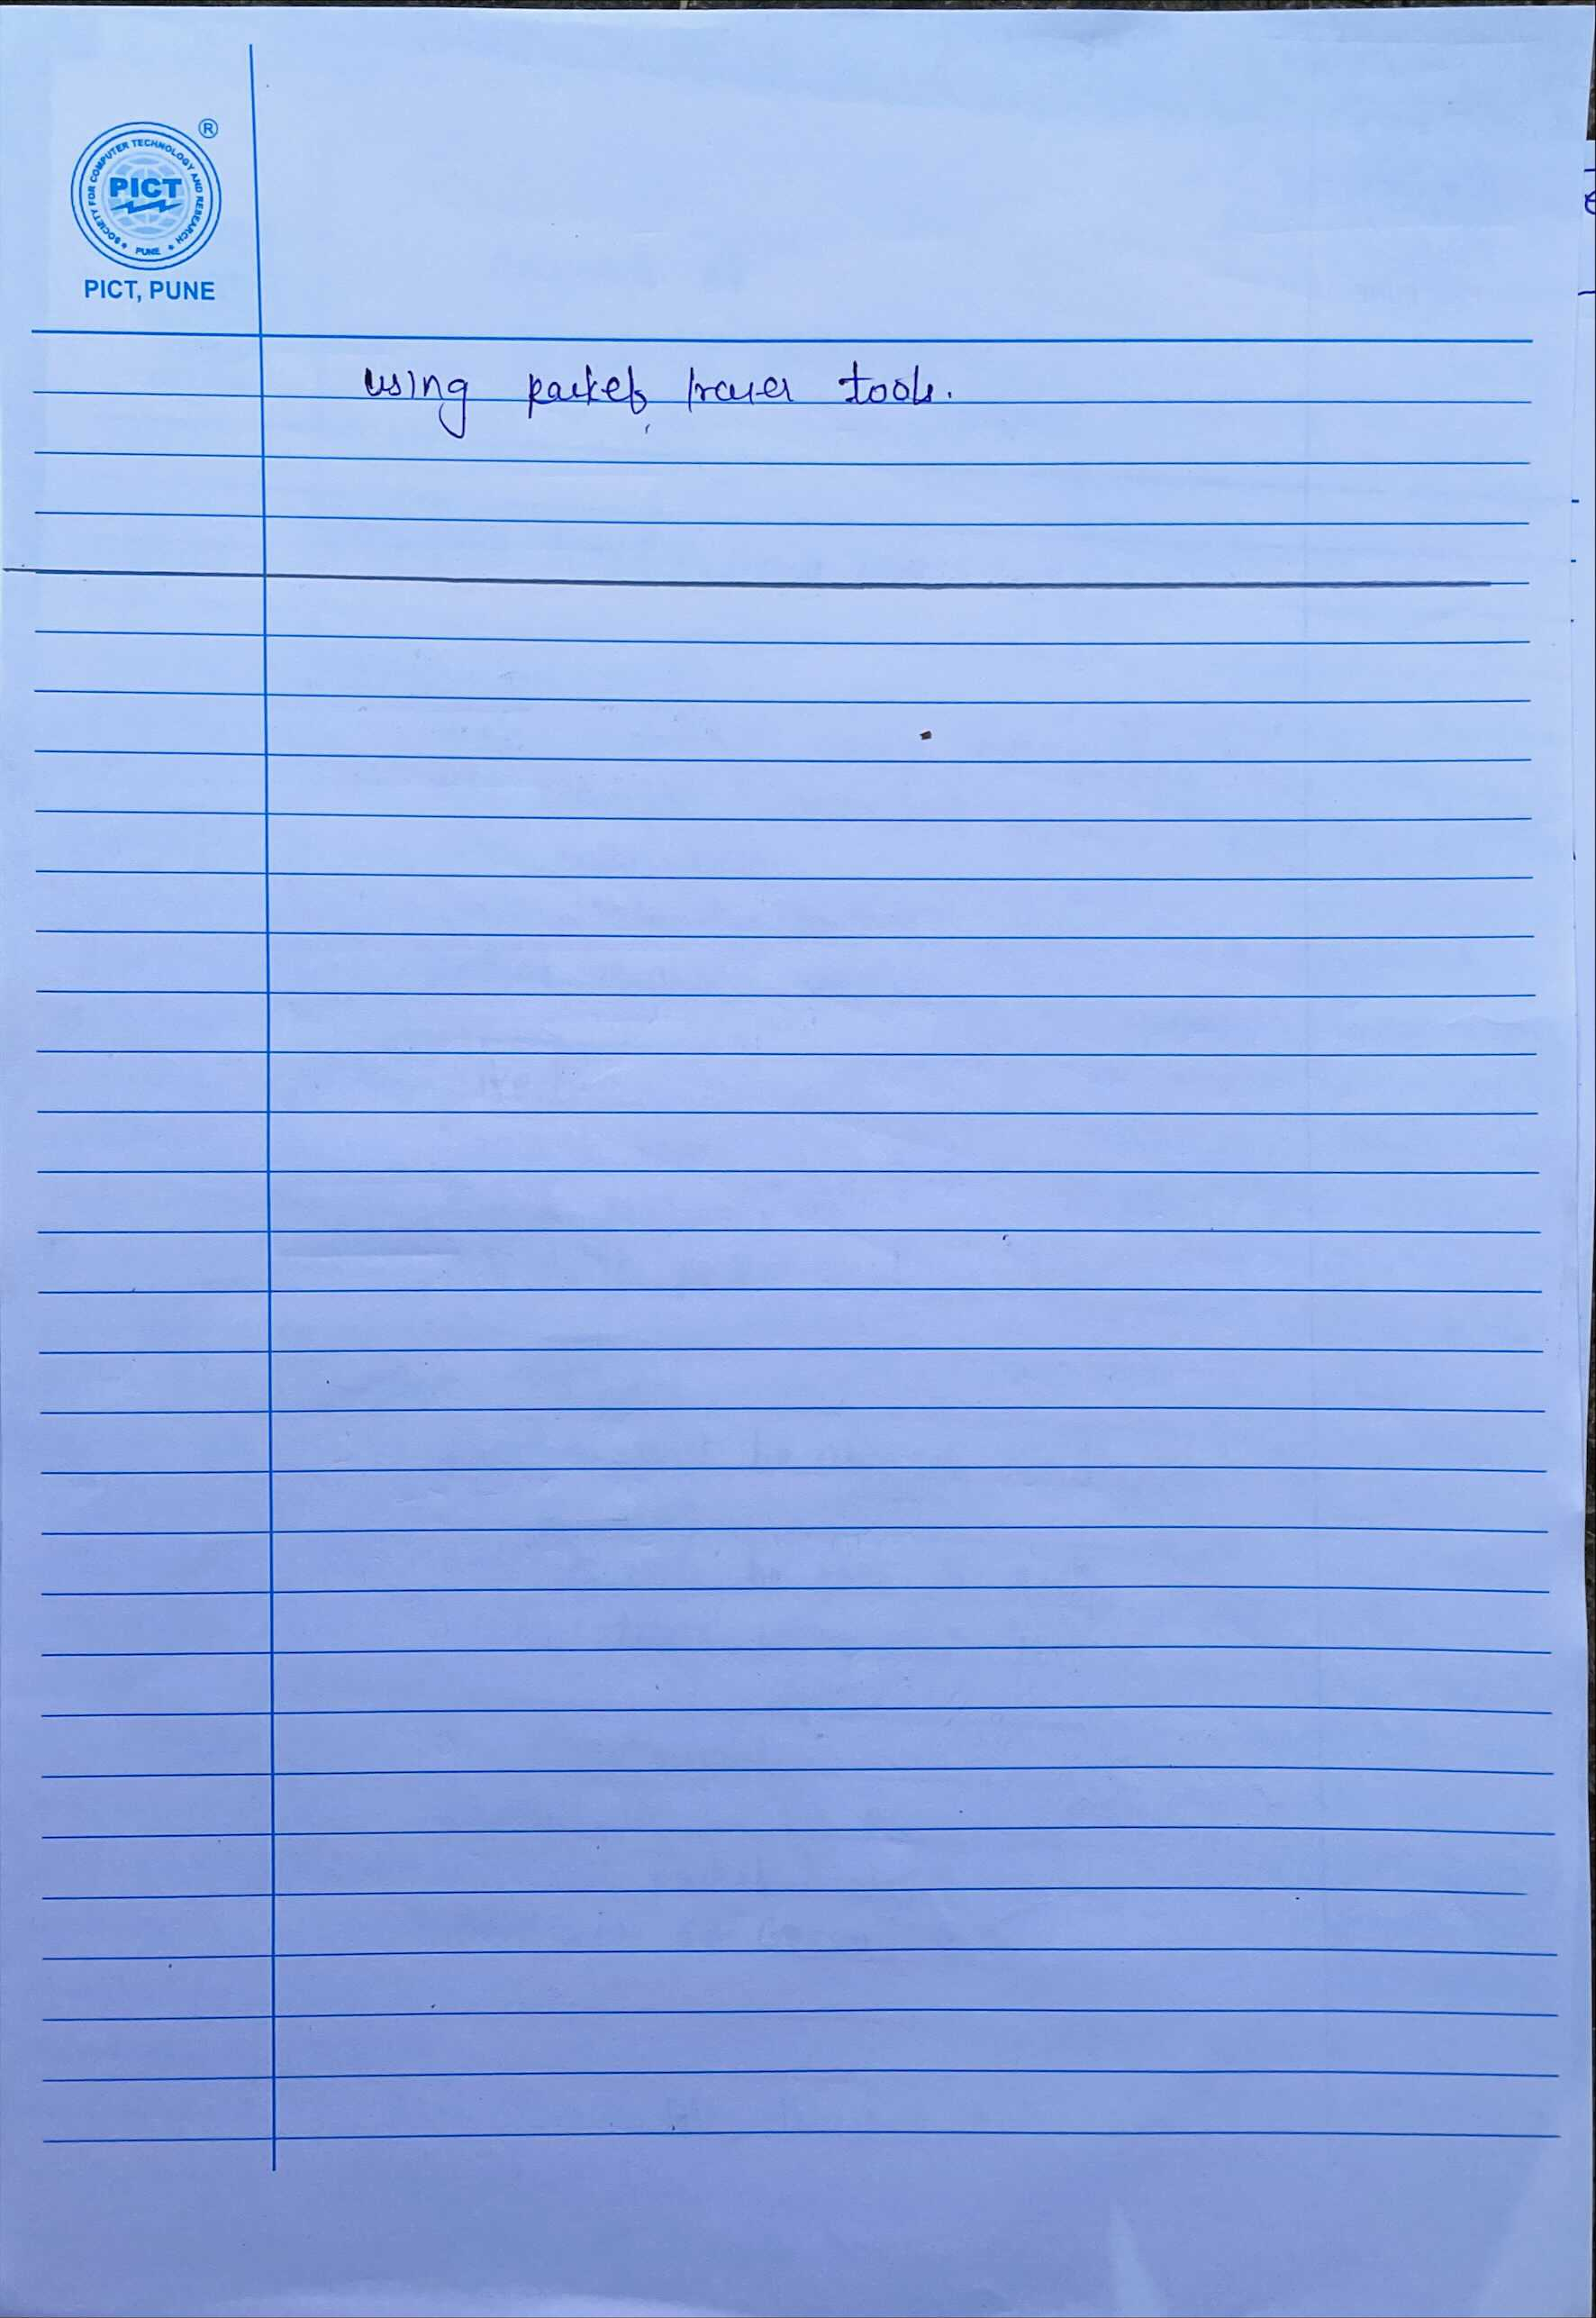 ®
SOCIETY FOR COMPUTER TECHNOLOGY AND RESEARCH
PICT
PUNE
PICT, PUNE
using packet tracer tools.